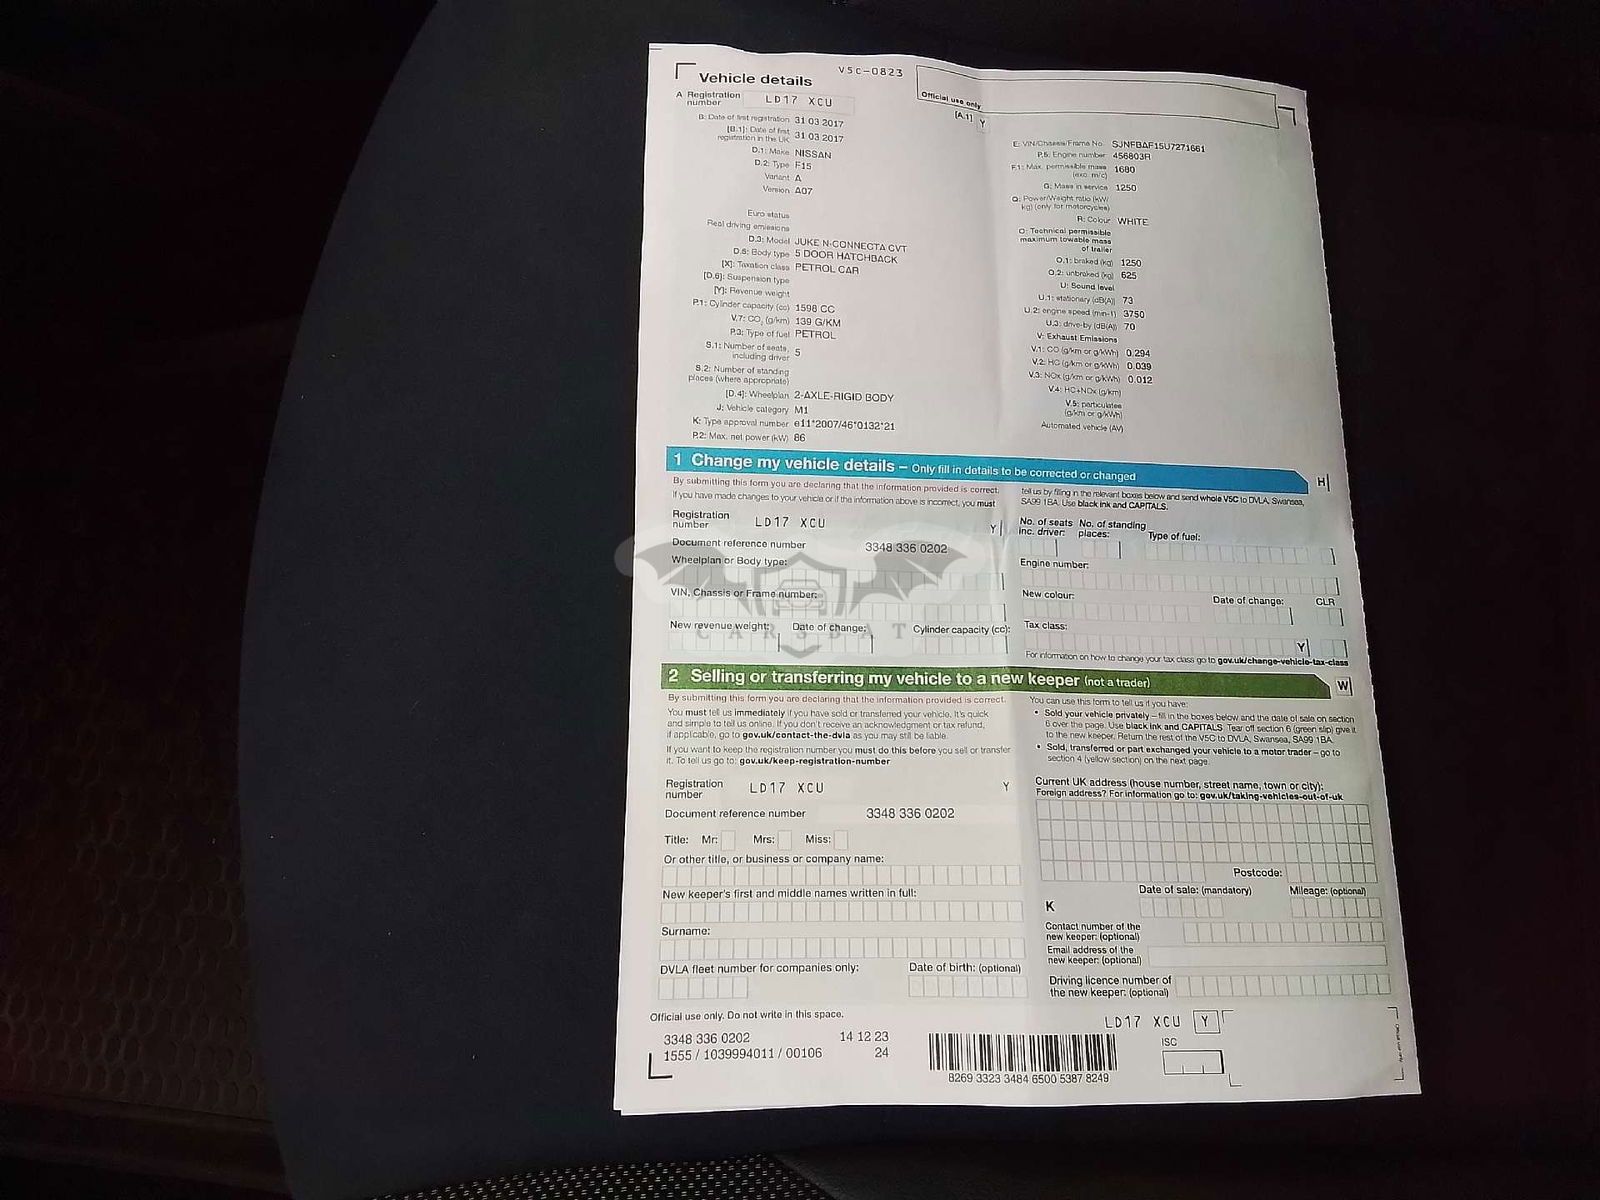 V5C-0823
Vehicle details
Official use only
A Registration number LD17 XCU
[A.1] Y
B: Date of first registration 31 03 2017
[B.1]: Date of first registration in the UK 31 03 2017
D.1: Make NISSAN
D.2: Type F15
Variant A
Version A07
Euro status
Real driving emissions
D.3: Model JUKE N-CONNECTA CVT
D.5: Body type 5 DOOR HATCHBACK
[X]: Taxation class PETROL CAR
[D.6]: Suspension type
[Y]: Revenue weight
P.1: Cylinder capacity (cc) 1598 CC
V.7: CO2 (g/km) 139 G/KM
P.3: Type of fuel PETROL
S.1: Number of seats, including driver 5
S.2: Number of standing places (where appropriate)
[D.4]: Wheelplan 2-AXLE-RIGID BODY
J: Vehicle category M1
K: Type approval number e11*2007/46*0132*21
P.2: Max. net power (kW) 86
E: VIN/Chassis/Frame No. SJNFBAF15U7271661
P.5: Engine number 456803R
F.1: Max. permissible mass (exc. m/c) 1680
G: Mass in service 1250
Q: Power/Weight ratio (kW/kg) (only for motorcycles)
R: Colour WHITE
O: Technical permissible maximum towable mass of trailer
O.1: braked (kg) 1250
O.2: unbraked (kg) 625
U: Sound level
U.1: stationary (dB(A)) 73
U.2: engine speed (min-1) 3750
U.3: drive-by (dB(A)) 70
V: Exhaust Emissions
V.1: CO (g/km or g/kWh) 0.294
V.2: HC (g/km or g/kWh) 0.039
V.3: NOx (g/km or g/kWh) 0.012
V.4: HC+NOx (g/km)
V.5: particulates (g/km or g/kWh)
Automated vehicle (AV)
1 Change my vehicle details – Only fill in details to be corrected or changed
H
By submitting this form you are declaring that the information provided is correct.
If you have made changes to your vehicle or if the information above is incorrect, you must
tell us by filling in the relevant boxes below and send whole V5C to DVLA, Swansea,
SA99 1BA. Use black ink and CAPITALS.
Registration number LD17 XCU Y
Document reference number 3348 336 0202
Wheelplan or Body type:
VIN, Chassis or Frame number:
New revenue weight: Date of change: Cylinder capacity (cc):
No. of seats inc. driver: No. of standing places: Type of fuel:
Engine number:
New colour: Date of change: CLR
Tax class: Y
For information on how to change your tax class go to gov.uk/change-vehicle-tax-class
CARSBAT
2 Selling or transferring my vehicle to a new keeper (not a trader)
W
By submitting this form you are declaring that the information provided is correct.
You must tell us immediately if you have sold or transferred your vehicle. It's quick
and simple to tell us online. If you don't receive an acknowledgment or tax refund,
if applicable, go to gov.uk/contact-the-dvla as you may still be liable.
If you want to keep the registration number you must do this before you sell or transfer
it. To tell us go to: gov.uk/keep-registration-number
Registration number LD17 XCU Y
Document reference number 3348 336 0202
Title: Mr: Mrs: Miss:
Or other title, or business or company name:
New keeper's first and middle names written in full:
Surname:
DVLA fleet number for companies only: Date of birth: (optional)
You can use this form to tell us if you have:
• Sold your vehicle privately – fill in the boxes below and the date of sale on section
6 over the page. Use black ink and CAPITALS. Tear off section 6 (green slip) give it
to the new keeper. Return the rest of the V5C to DVLA, Swansea, SA99 1BA.
• Sold, transferred or part exchanged your vehicle to a motor trader – go to
section 4 (yellow section) on the next page.
Current UK address (house number, street name, town or city):
Foreign address? For information go to: gov.uk/taking-vehicles-out-of-uk
Postcode:
Date of sale: (mandatory) Mileage: (optional)
K
Contact number of the new keeper: (optional)
Email address of the new keeper: (optional)
Driving licence number of the new keeper: (optional)
Official use only. Do not write in this space.
3348 336 0202 14 12 23
1555 / 1039994011 / 00106 24
8269 3323 3484 6500 5387 8249
LD17 XCU Y
ISC